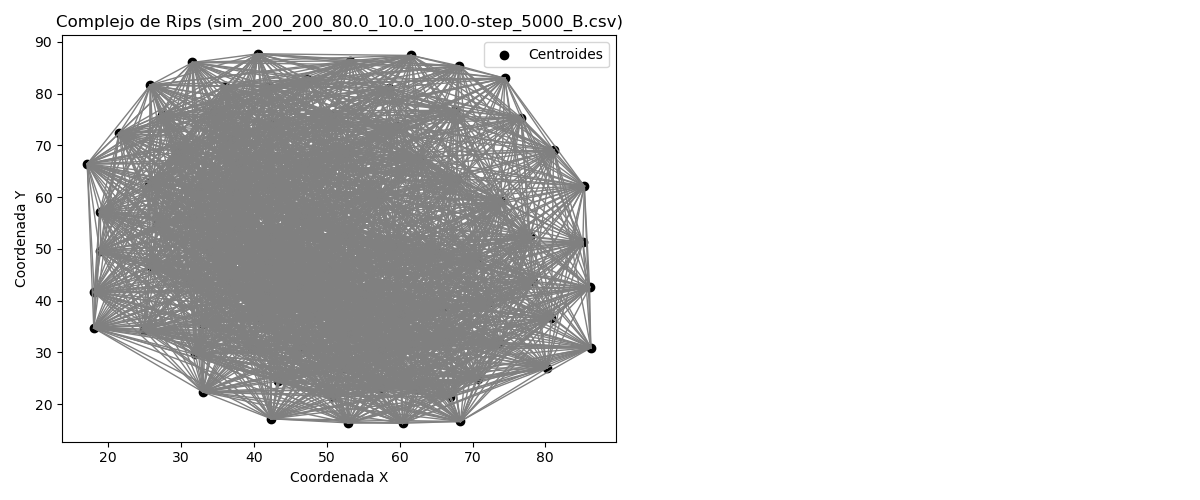 Complejo de Rips (sim_200_200_80.0_10.0_100.0-step_5000_B.csv)
Centroides
Coordenada Y
90
80
70
60
50
40
30
20
20 30 40 50 60 70 80
Coordenada X